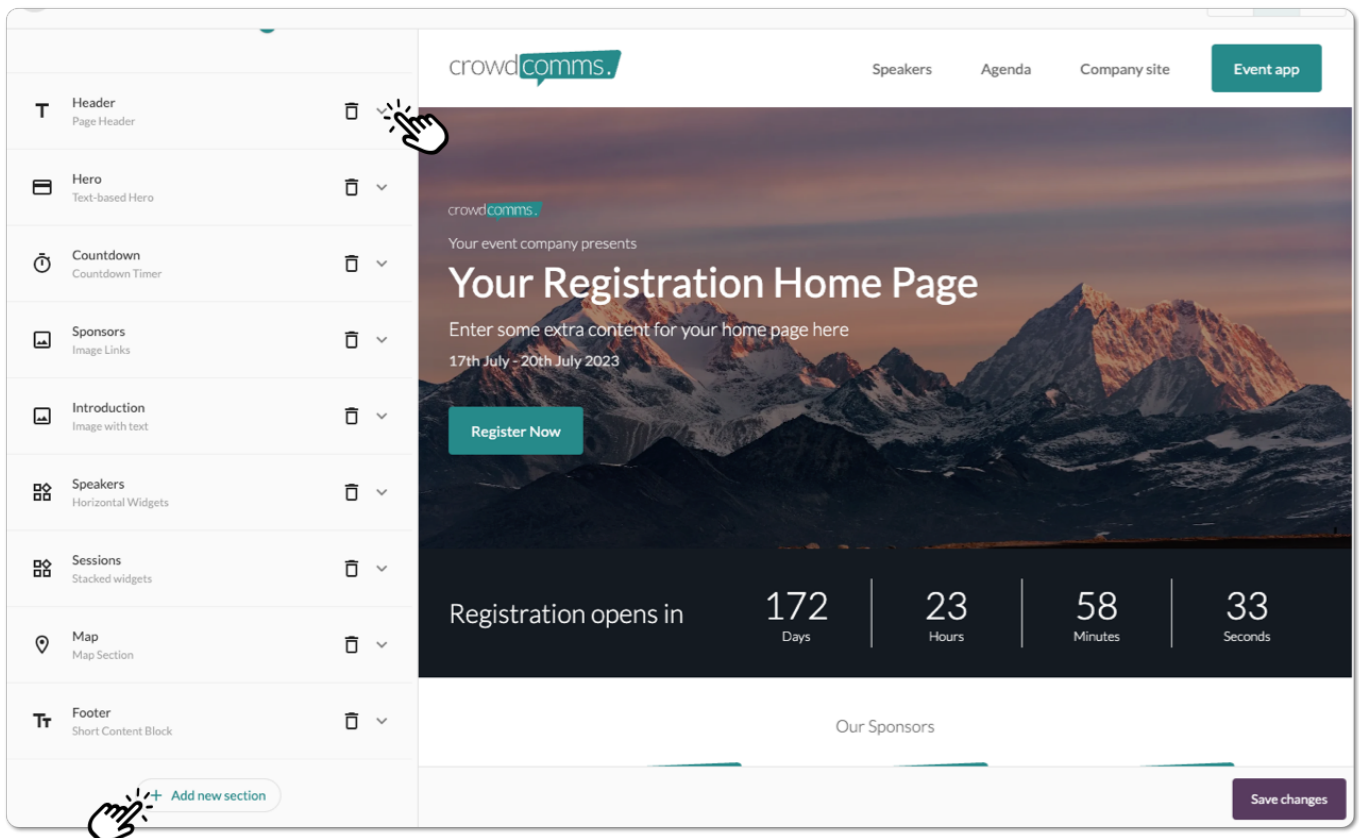 Header
Page Header
Hero
Text-based Hero
Countdown
Countdown Timer
Sponsors
Image Links
Introduction
Image with text
Speakers
Horizontal Widgets
Sessions
Stacked widgets
Map
Map Section
Footer
Short Content Block
+ Add new section
crowdcomms.
Speakers Agenda Company site Event app
crowdcomms.
Your event company presents
Your Registration Home Page
Enter some extra content for your home page here
17th July - 20th July 2023
Register Now
Registration opens in
172 23 58 33
Days Hours Minutes Seconds
Our Sponsors
Save changes